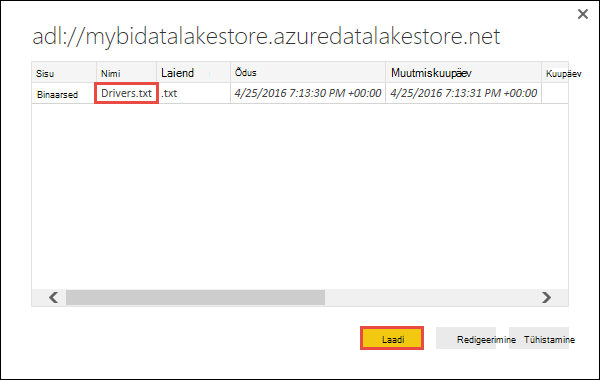 adl://mybidatalakestore.azuredatalakestore.net
Sisu Nimi Laiend Õdus Muutmiskuupäev Kuupäev
Binaarsed Drivers.txt .txt 4/25/2016 7:13:30 PM +00:00 4/25/2016 7:13:31 PM +00:00
Laadi Redigeerimine Tühistamine